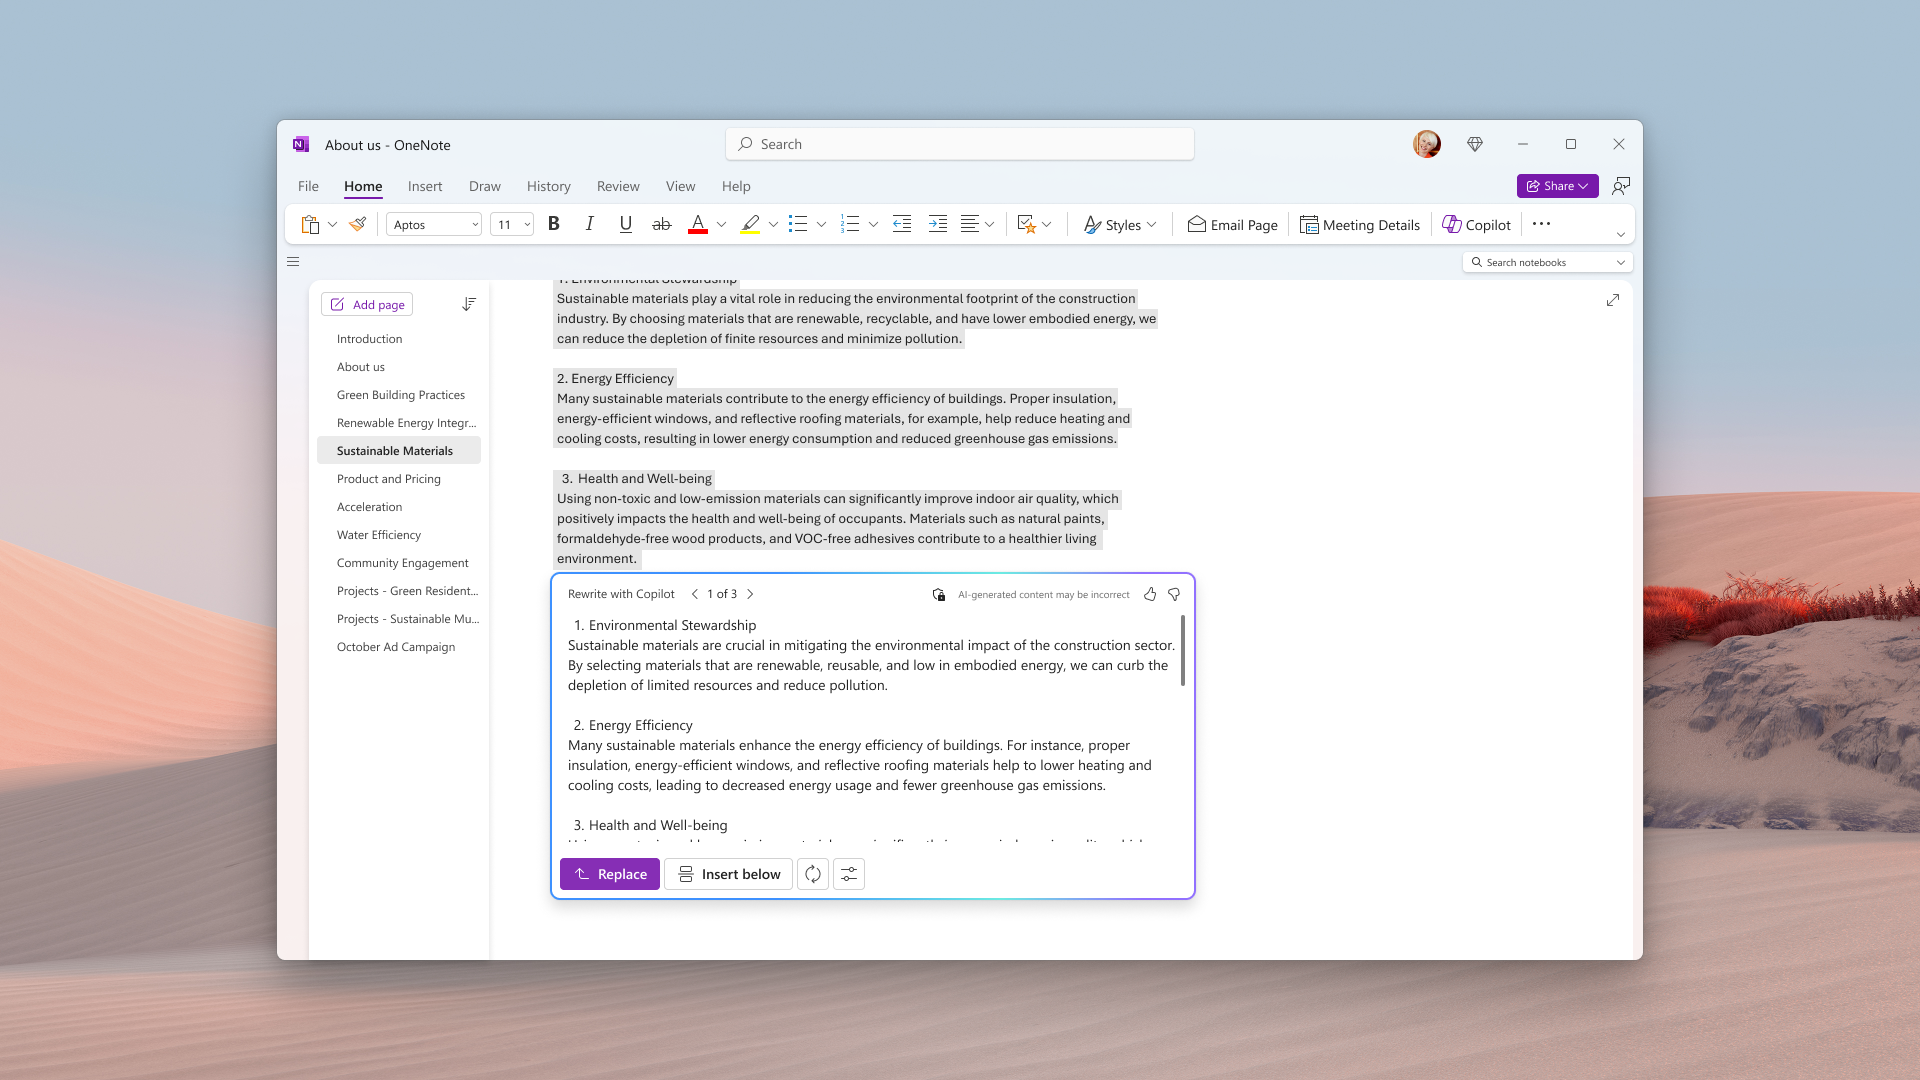 About us - OneNote
Search
File Home Insert Draw History Review View Help
Share
Aptos 11 B I U ab A Styles Email Page Meeting Details Copilot
Search notebooks
Add page
Introduction
About us
Green Building Practices
Renewable Energy Integr...
Sustainable Materials
Product and Pricing
Acceleration
Water Efficiency
Community Engagement
Projects - Green Resident...
Projects - Sustainable Mu...
October Ad Campaign
1. Environmental Stewardship
Sustainable materials play a vital role in reducing the environmental footprint of the construction
industry. By choosing materials that are renewable, recyclable, and have lower embodied energy, we
can reduce the depletion of finite resources and minimize pollution.
2. Energy Efficiency
Many sustainable materials contribute to the energy efficiency of buildings. Proper insulation,
energy-efficient windows, and reflective roofing materials, for example, help reduce heating and
cooling costs, resulting in lower energy consumption and reduced greenhouse gas emissions.
3. Health and Well-being
Using non-toxic and low-emission materials can significantly improve indoor air quality, which
positively impacts the health and well-being of occupants. Materials such as natural paints,
formaldehyde-free wood products, and VOC-free adhesives contribute to a healthier living
environment.
Rewrite with Copilot 1 of 3 AI-generated content may be incorrect
1. Environmental Stewardship
Sustainable materials are crucial in mitigating the environmental impact of the construction sector.
By selecting materials that are renewable, reusable, and low in embodied energy, we can curb the
depletion of limited resources and reduce pollution.
2. Energy Efficiency
Many sustainable materials enhance the energy efficiency of buildings. For instance, proper
insulation, energy-efficient windows, and reflective roofing materials help to lower heating and
cooling costs, leading to decreased energy usage and fewer greenhouse gas emissions.
3. Health and Well-being
Replace Insert below